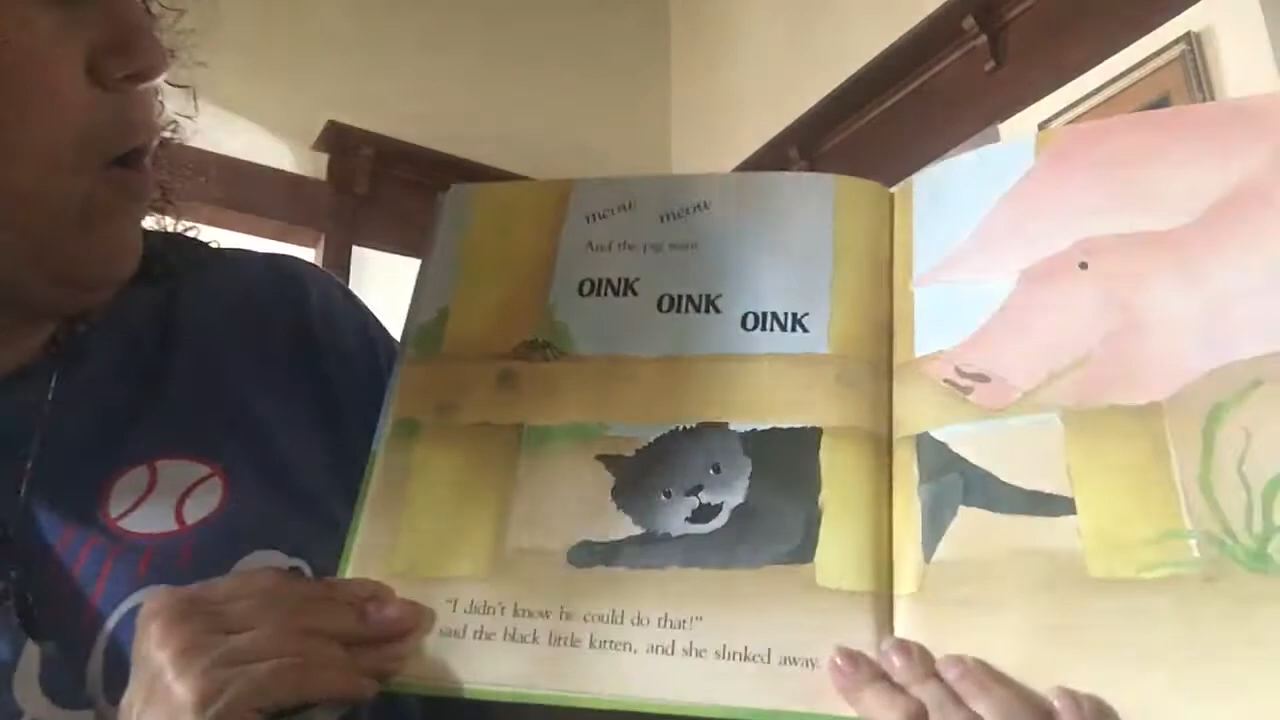 meow meow
And the pig went
OINK OINK OINK
"I didn't know he could do that!"
said the black little kitten, and she slinked away.